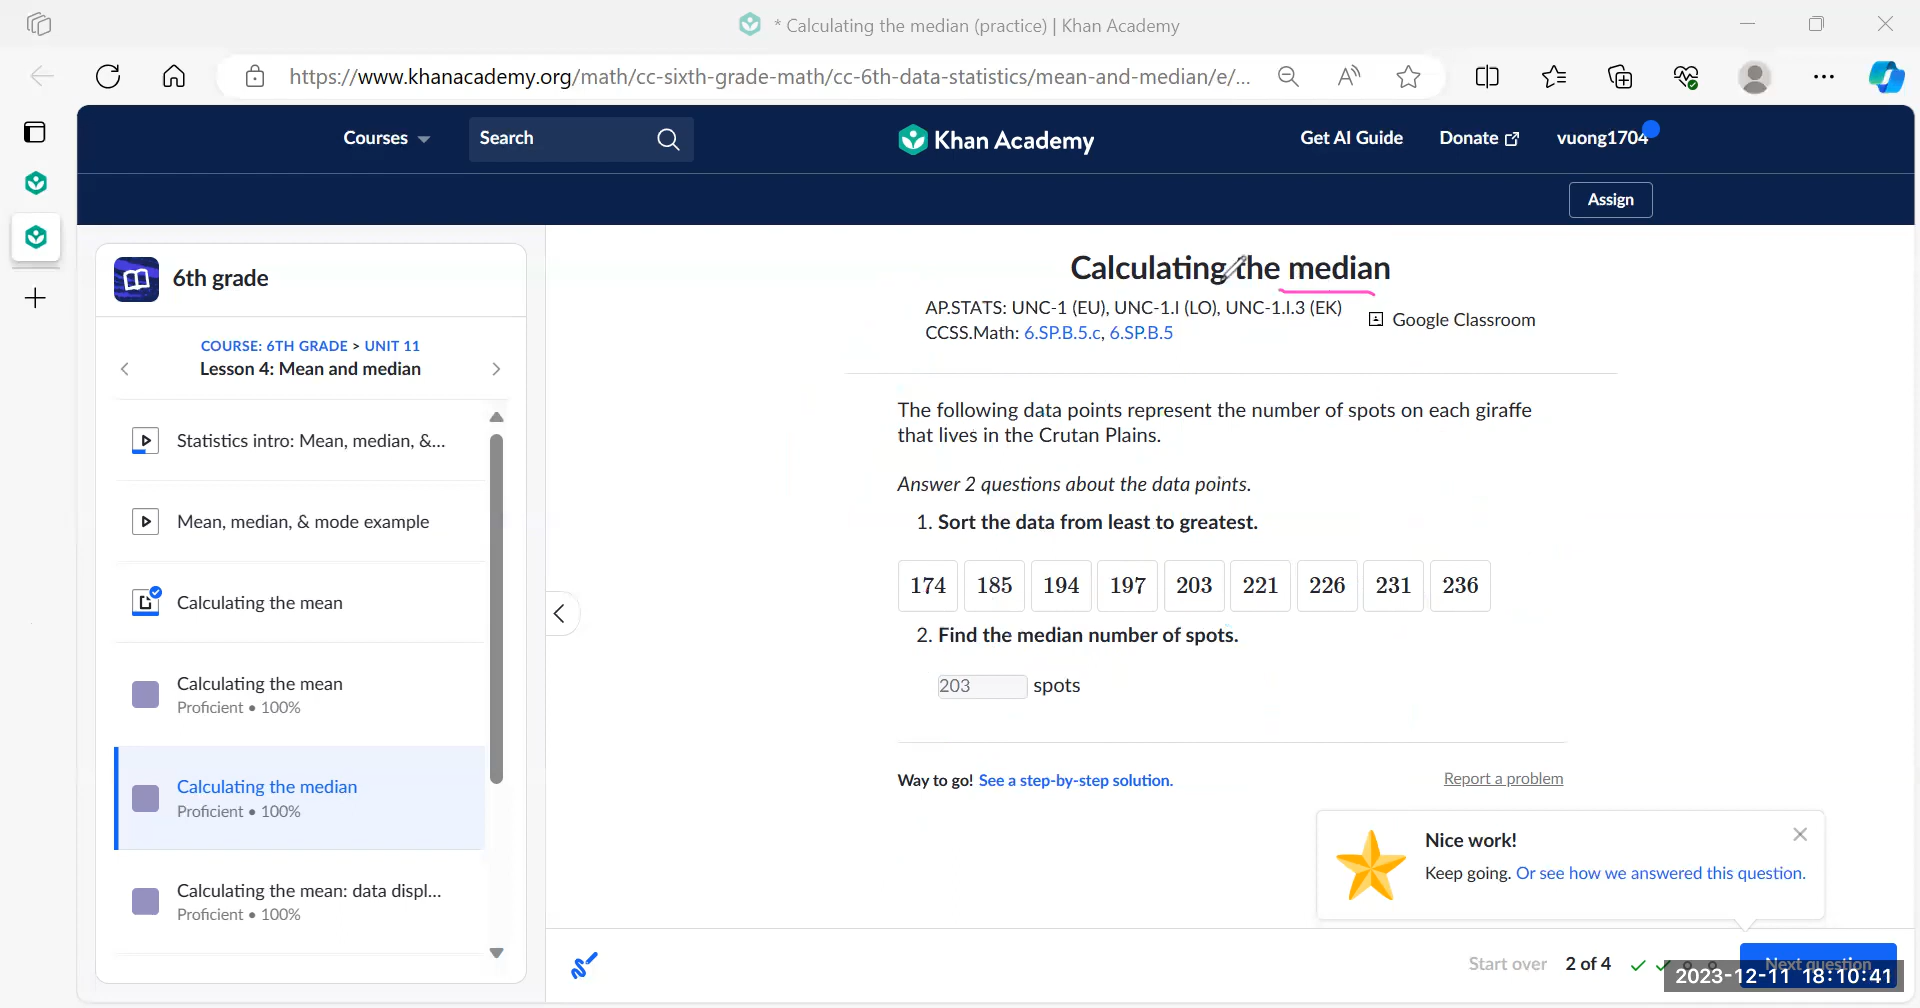 * Calculating the median (practice) | Khan Academy
https://www.khanacademy.org/math/cc-sixth-grade-math/cc-6th-data-statistics/mean-and-median/e/...
Courses
Search
Khan Academy
Get AI Guide
Donate
vuong1704
Assign
6th grade
COURSE: 6TH GRADE > UNIT 11
Lesson 4: Mean and median
Statistics intro: Mean, median, &...
Mean, median, & mode example
Calculating the mean
Calculating the mean
Proficient • 100%
Calculating the median
Proficient • 100%
Calculating the mean: data displ...
Proficient • 100%
Calculating the median
AP.STATS: UNC-1 (EU), UNC-1.I (LO), UNC-1.I.3 (EK)
CCSS.Math: 6.SP.B.5.c, 6.SP.B.5
Google Classroom
The following data points represent the number of spots on each giraffe
that lives in the Crutan Plains.
Answer 2 questions about the data points.
1. Sort the data from least to greatest.
174 185 194 197 203 221 226 231 236
2. Find the median number of spots.
203 spots
Way to go! See a step-by-step solution.
Report a problem
Nice work!
Keep going. Or see how we answered this question.
Start over
2 of 4
Next question
2023-12-11 18:10:41